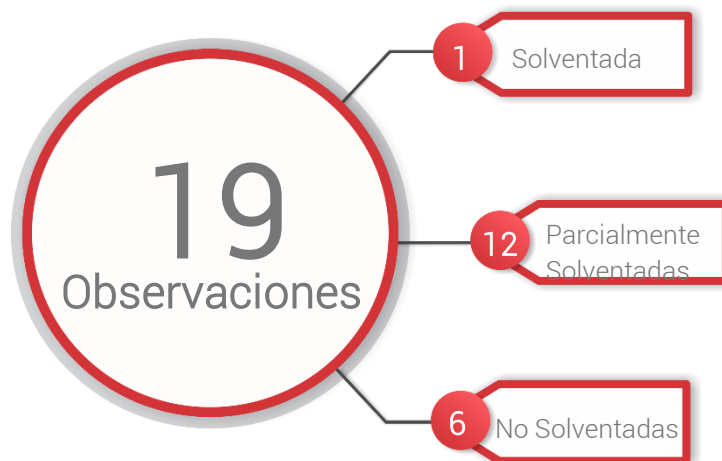 19
Observaciones
1
Solventada
12
Parcialmente
Solventadas
6
No Solventadas